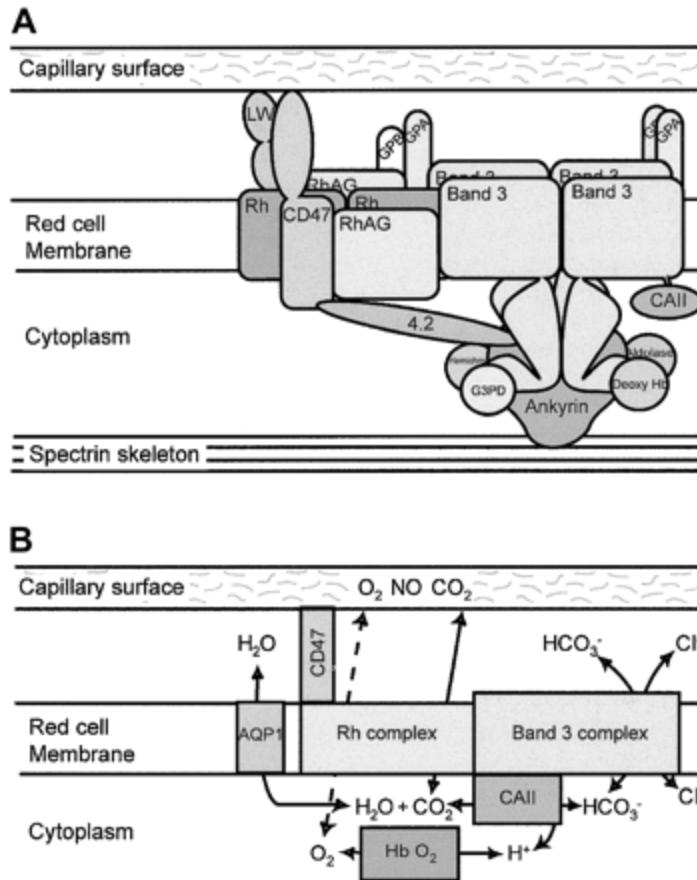 A
Capillary surface
LW
GPB
GPA
GPA
RhAG
Band 3
Band 3
Rh
CD47
Rh
RhAG
Band 3
Band 3
Red cell
Membrane
CAII
Cytoplasm
4.2
Aldolase
G3PD
Deoxy Hb
Ankyrin
Spectrin skeleton
B
Capillary surface
O₂ NO CO₂
H₂O
CD47
HCO₃⁻
Cl
Red cell
Membrane
AQP1
Rh complex
Band 3 complex
H₂O + CO₂
CAII
HCO₃⁻
Cl
Cytoplasm
O₂
Hb O₂
H⁺